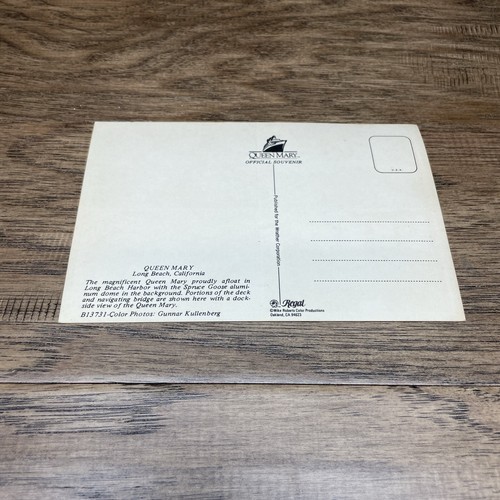 QUEEN MARY
OFFICIAL SOUVENIR
QUEEN MARY
Long Beach, California
The magnificent Queen Mary proudly afloat in
Long Beach Harbor with the Spruce Goose alumi-
num dome in the background. Portions of the deck
and navigating bridge are shown here with a dock-
side view of the Queen Mary.
B13731-Color Photos: Gunnar Kullenberg
Published for the Wrather Corporation
Regal
©Mike Roberts Color Productions
Oakland, CA 94623